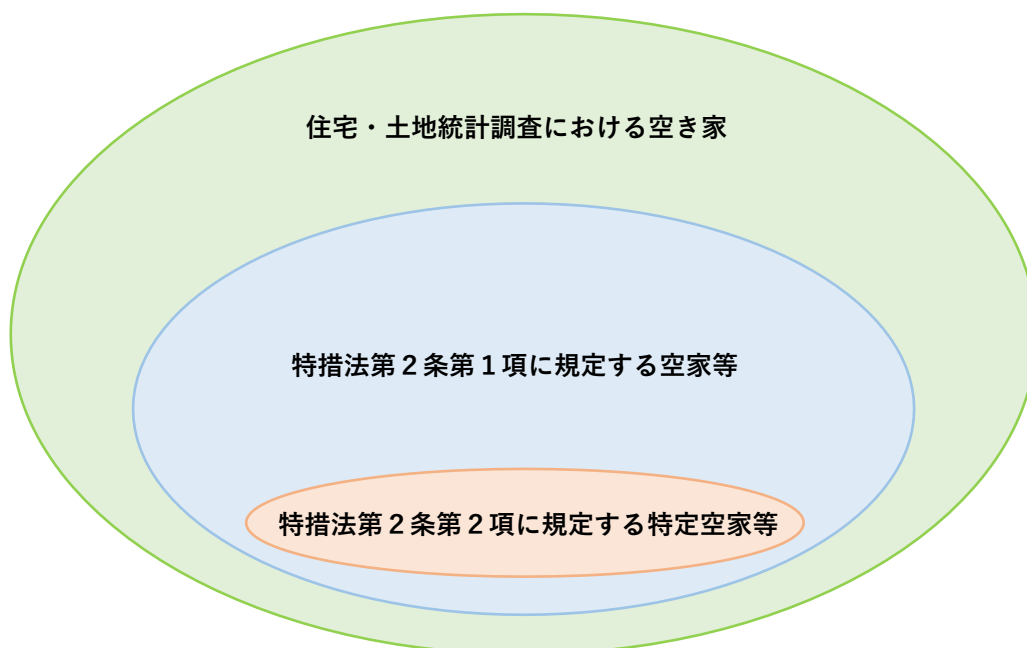 住宅・土地統計調査における空き家
特措法第２条第１項に規定する空家等
特措法第２条第２項に規定する特定空家等